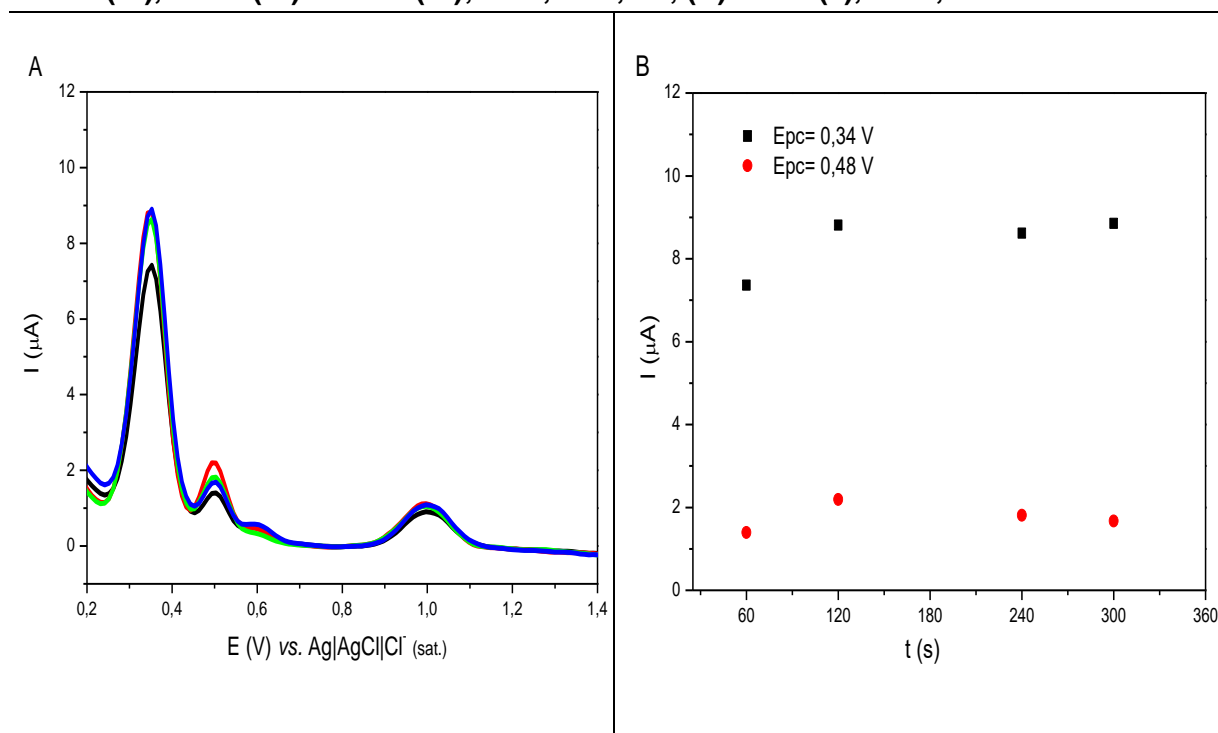 A
12
10
8
6
4
2
0
I (μA)
0,2 0,4 0,6 0,8 1,0 1,2 1,4
E (V) vs. Ag|AgCl|Cl⁻ (sat.)
B
12
10
8
6
4
2
0
I (μA)
Epc= 0,34 V
Epc= 0,48 V
60 120 180 240 300 360
t (s)